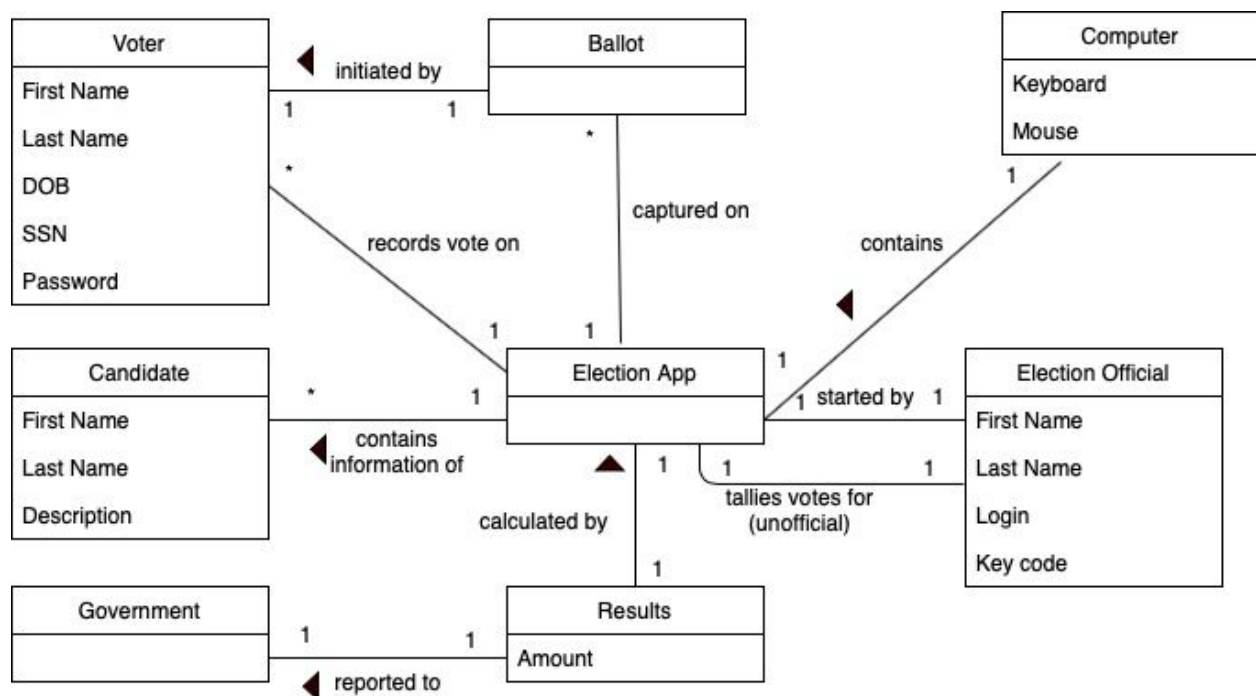 Voter
First Name
Last Name
DOB
SSN
Password
Ballot
Computer
Keyboard
Mouse
initiated by
1
1
*
*
captured on
1
contains
records vote on
1
1
1
Candidate
First Name
Last Name
Description
*
1
contains
information of
Election App
1
started by
1
Election Official
First Name
Last Name
Login
Key code
1
1
1
tallies votes for
(unofficial)
calculated by
1
Government
1
1
reported to
Results
Amount